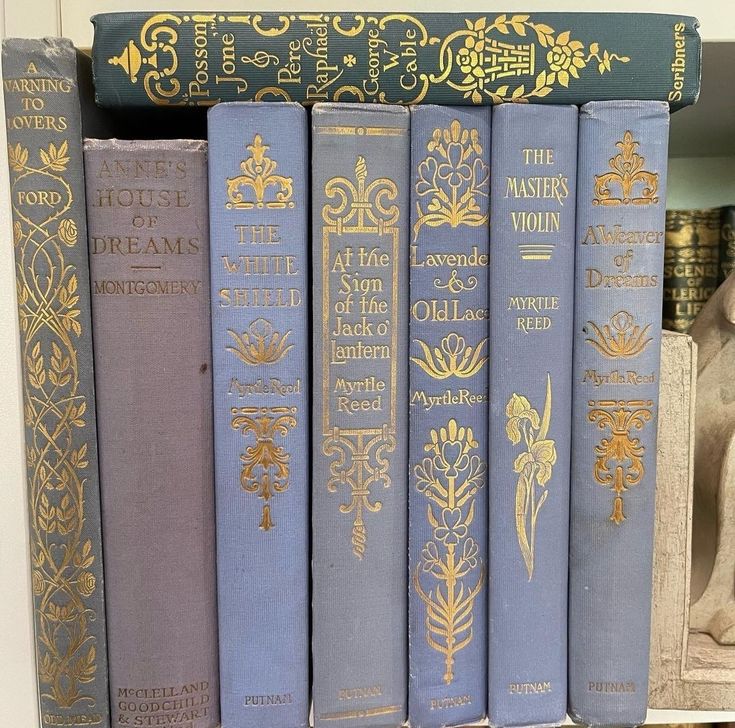 "Posson
Jone'"
&
Père
Raphaël
George
W
Cable
Scribner's
A
WARNING
TO
LOVERS
FORD
ANNE'S
HOUSE
OF
DREAMS
MONTGOMERY
MCCLELLAND
GOODCHILD
& STEWART
THE
WHITE
SHIELD
Myrtle Reed
PUTNAM
At the
Sign
of the
Jack o'
Lantern
Myrtle
Reed
PUTNAM
Lavende
&
Old Lac
Myrtle Ree
PUTNAM
THE
MASTER'S
VIOLIN
MYRTLE
REED
PUTNAM
A Weaver
of
Dreams
Myrtle Reed
PUTNAM
SCENES
OF
CLERIC
LIFE